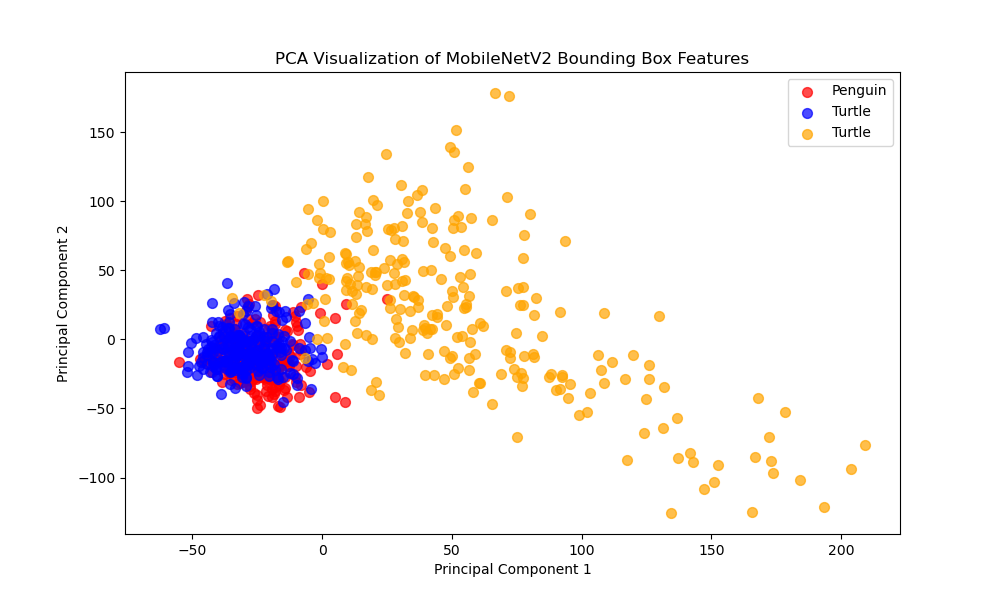 PCA Visualization of MobileNetV2 Bounding Box Features
Penguin
Turtle
Turtle
150
100
50
0
−50
−100
Principal Component 2
−50
0
50
100
150
200
Principal Component 1